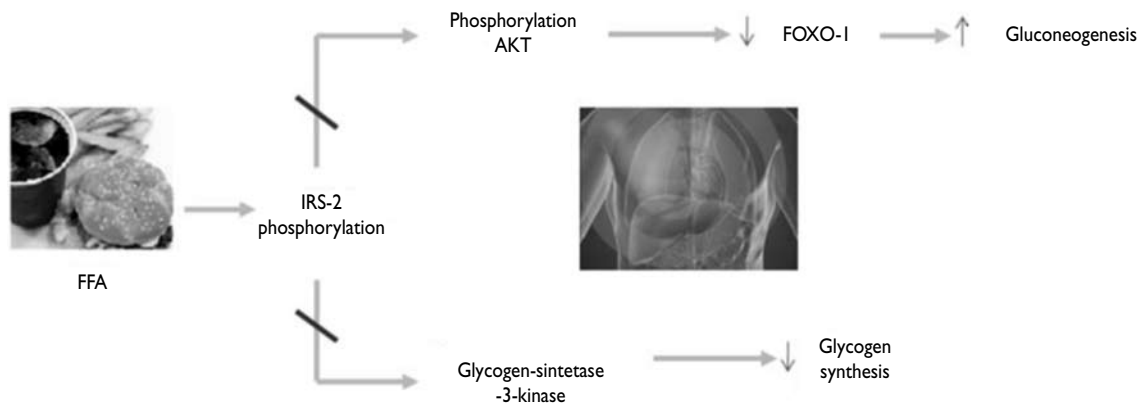 Phosphorylation
AKT
↓ FOXO-1
↑ Gluconeogenesis
IRS-2
phosphorylation
FFA
Glycogen-sintetase
-3-kinase
↓ Glycogen
synthesis